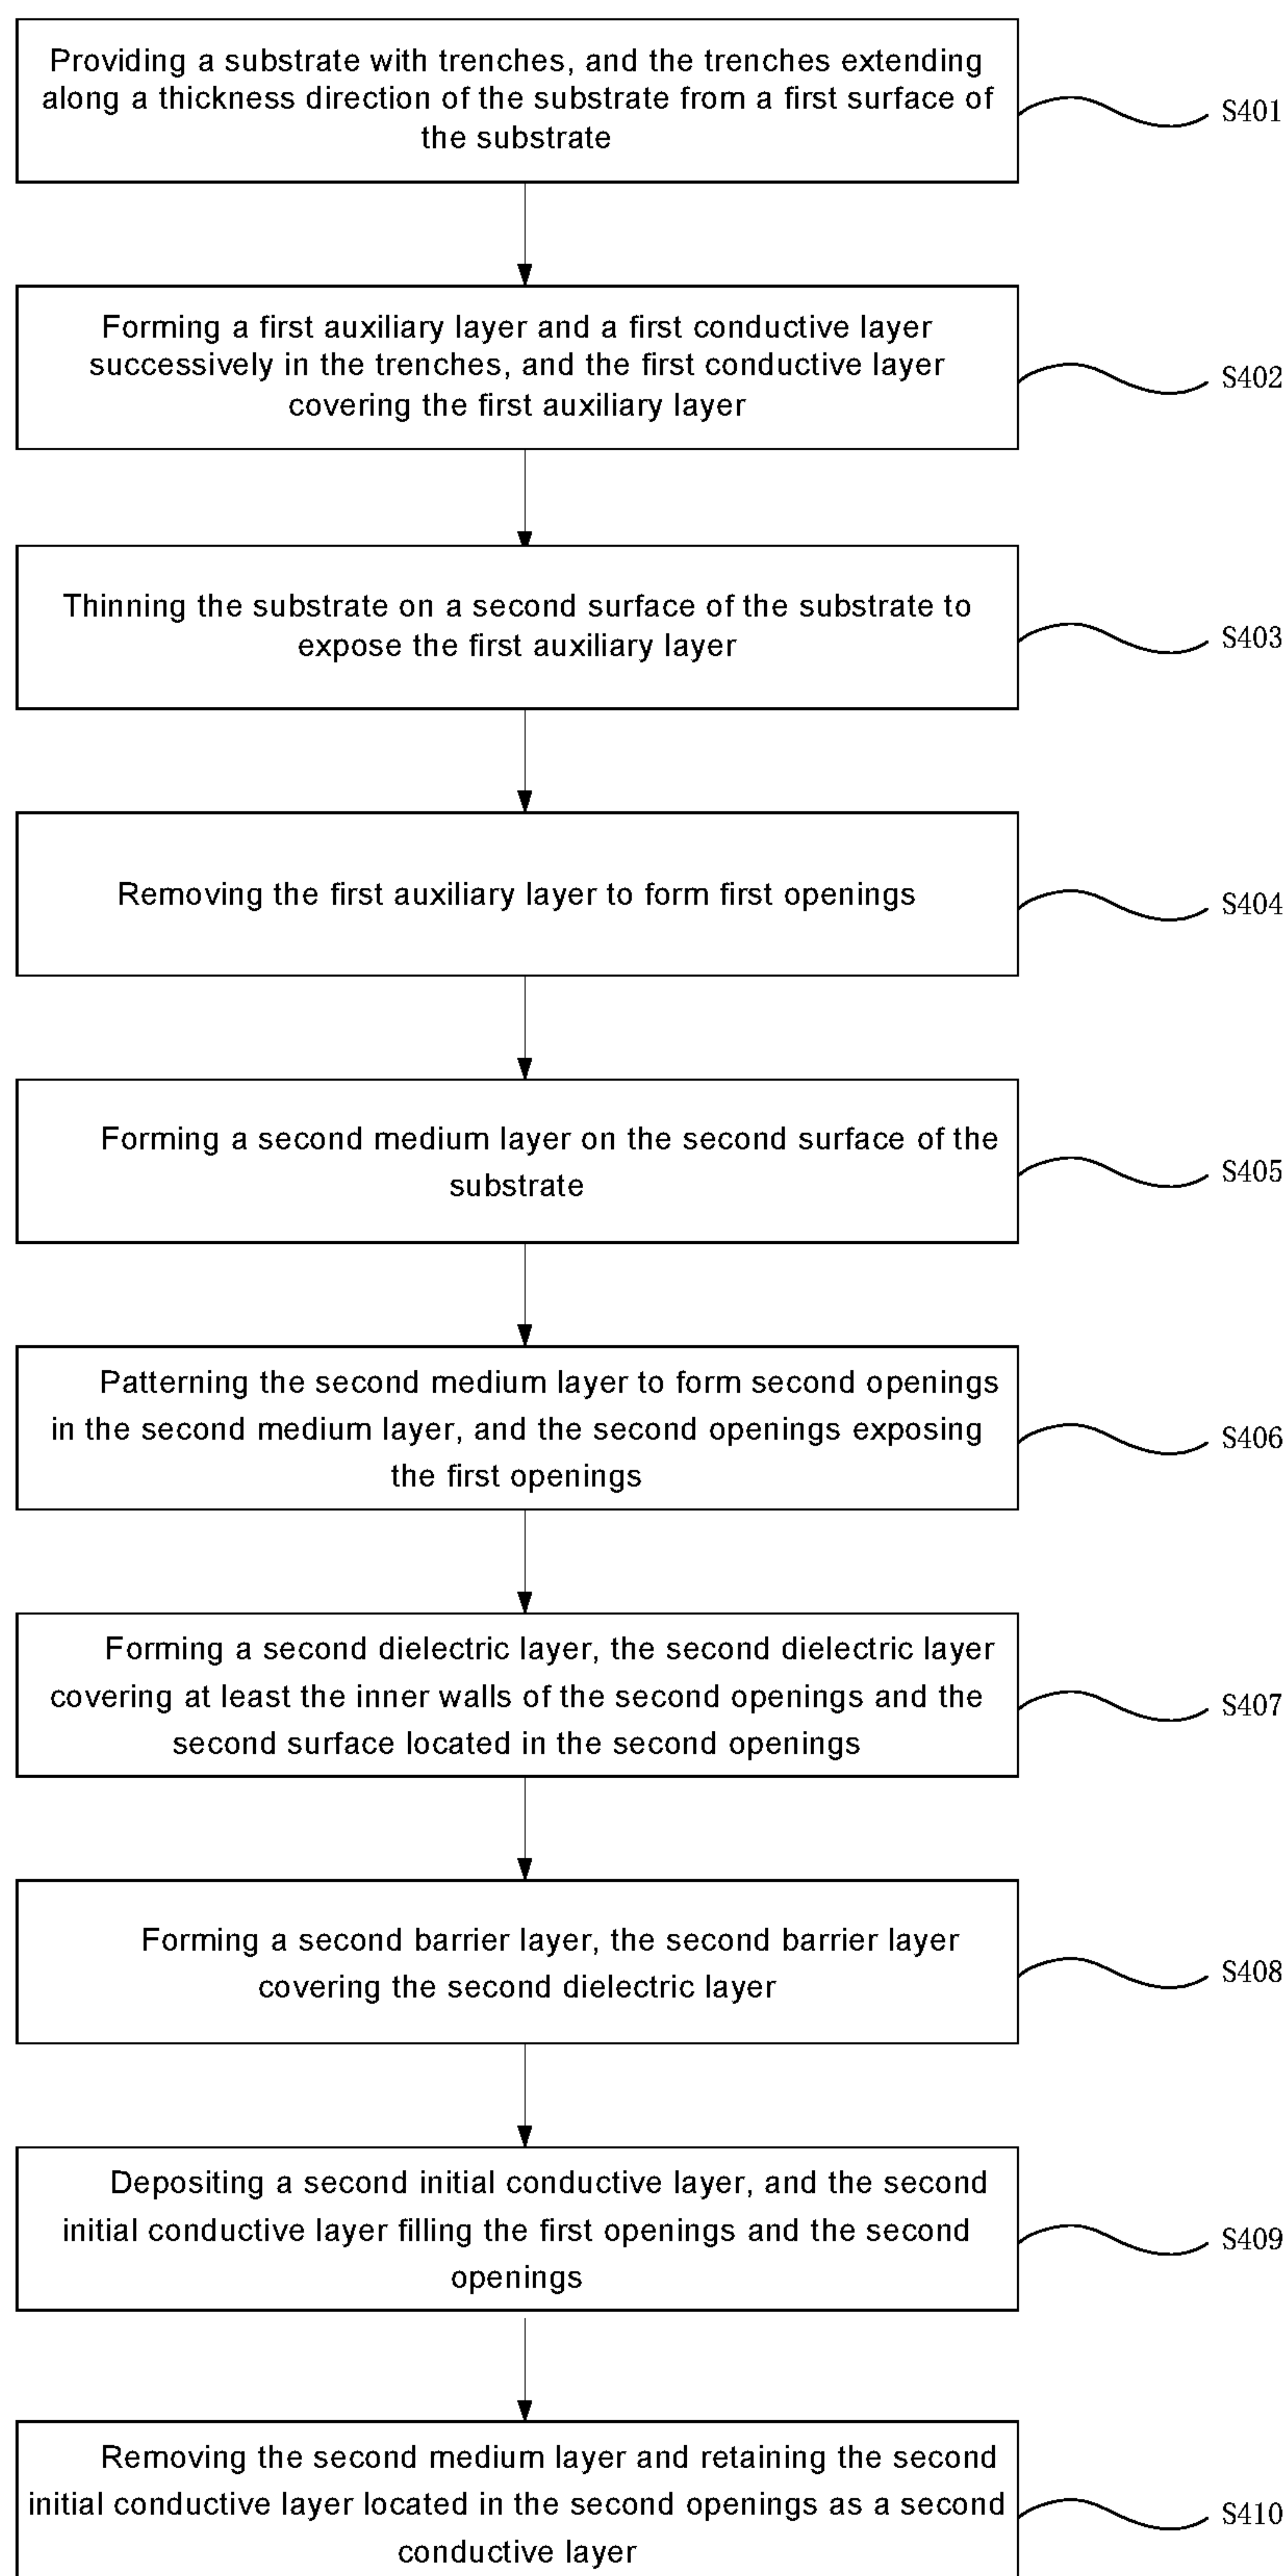 Providing a substrate with trenches, and the trenches extending
along a thickness direction of the substrate from a first surface of
the substrate
S401
Forming a first auxiliary layer and a first conductive layer
successively in the trenches, and the first conductive layer
covering the first auxiliary layer
S402
Thinning the substrate on a second surface of the substrate to
expose the first auxiliary layer
S403
Removing the first auxiliary layer to form first openings
S404
Forming a second medium layer on the second surface of the
substrate
S405
Patterning the second medium layer to form second openings
in the second medium layer, and the second openings exposing
the first openings
S406
Forming a second dielectric layer, the second dielectric layer
covering at least the inner walls of the second openings and the
second surface located in the second openings
S407
Forming a second barrier layer, the second barrier layer
covering the second dielectric layer
S408
Depositing a second initial conductive layer, and the second
initial conductive layer filling the first openings and the second
openings
S409
Removing the second medium layer and retaining the second
initial conductive layer located in the second openings as a second
conductive layer
S410